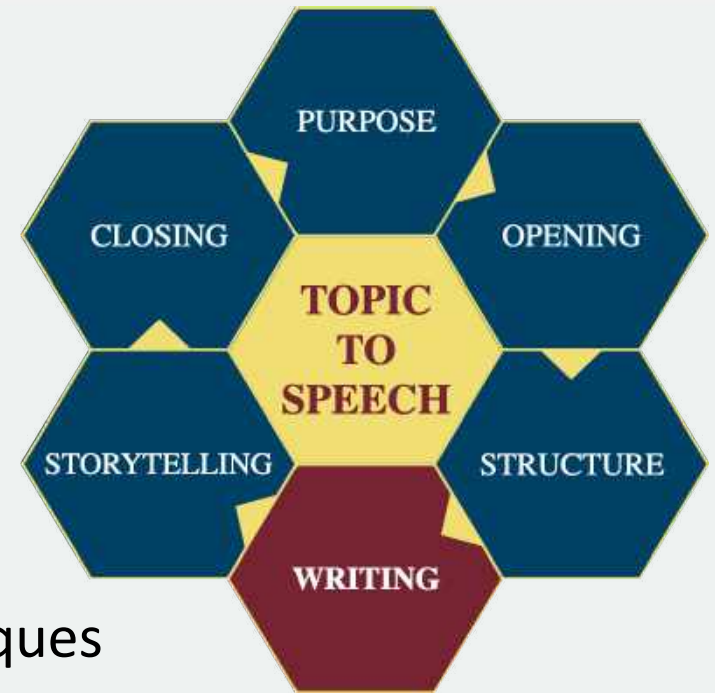 PURPOSE
CLOSING
OPENING
TOPIC
TO
SPEECH
STORYTELLING
STRUCTURE
WRITING